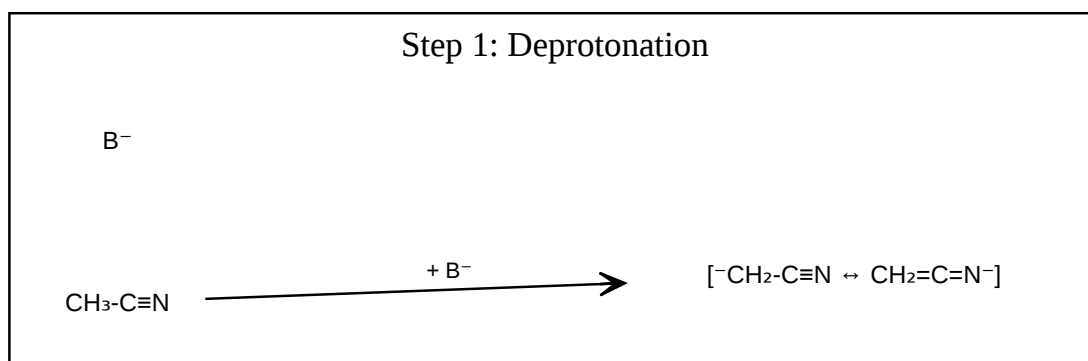 Step 1: Deprotonation
B⁻
+ B⁻
CH₃-C≡N
[⁻CH₂-C≡N ↔ CH₂=C=N⁻]